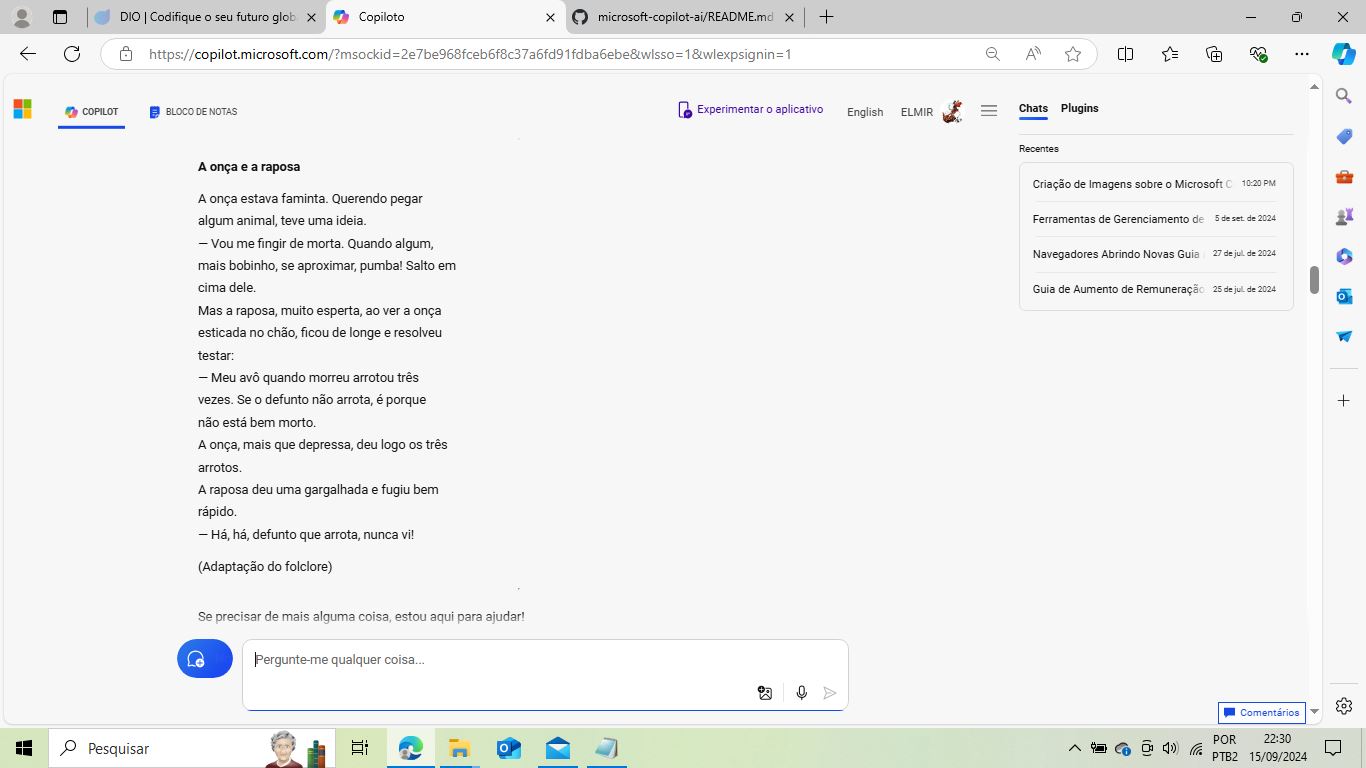 DIO | Codifique o seu futuro glob
Copiloto
microsoft-copilot-ai/README.md
https://copilot.microsoft.com/?msockid=2e7be968fceb6f8c37a6fd91fdba6ebe&wlsso=1&wlexpsignin=1
COPILOT
BLOCO DE NOTAS
Experimentar o aplicativo
English
ELMIR
Chats
Plugins
Recentes
Criação de Imagens sobre o Microsoft C
10:20 PM
Ferramentas de Gerenciamento de
5 de set. de 2024
Navegadores Abrindo Novas Guia
27 de jul. de 2024
Guia de Aumento de Remuneração
25 de jul. de 2024
A onça e a raposa
A onça estava faminta. Querendo pegar
algum animal, teve uma ideia.
— Vou me fingir de morta. Quando algum,
mais bobinho, se aproximar, pumba! Salto em
cima dele.
Mas a raposa, muito esperta, ao ver a onça
esticada no chão, ficou de longe e resolveu
testar:
— Meu avô quando morreu arrotou três
vezes. Se o defunto não arrota, é porque
não está bem morto.
A onça, mais que depressa, deu logo os três
arrotos.
A raposa deu uma gargalhada e fugiu bem
rápido.
— Há, há, defunto que arrota, nunca vi!
(Adaptação do folclore)
Se precisar de mais alguma coisa, estou aqui para ajudar!
Pergunte-me qualquer coisa...
Comentários
Pesquisar
POR
PTB2
22:30
15/09/2024